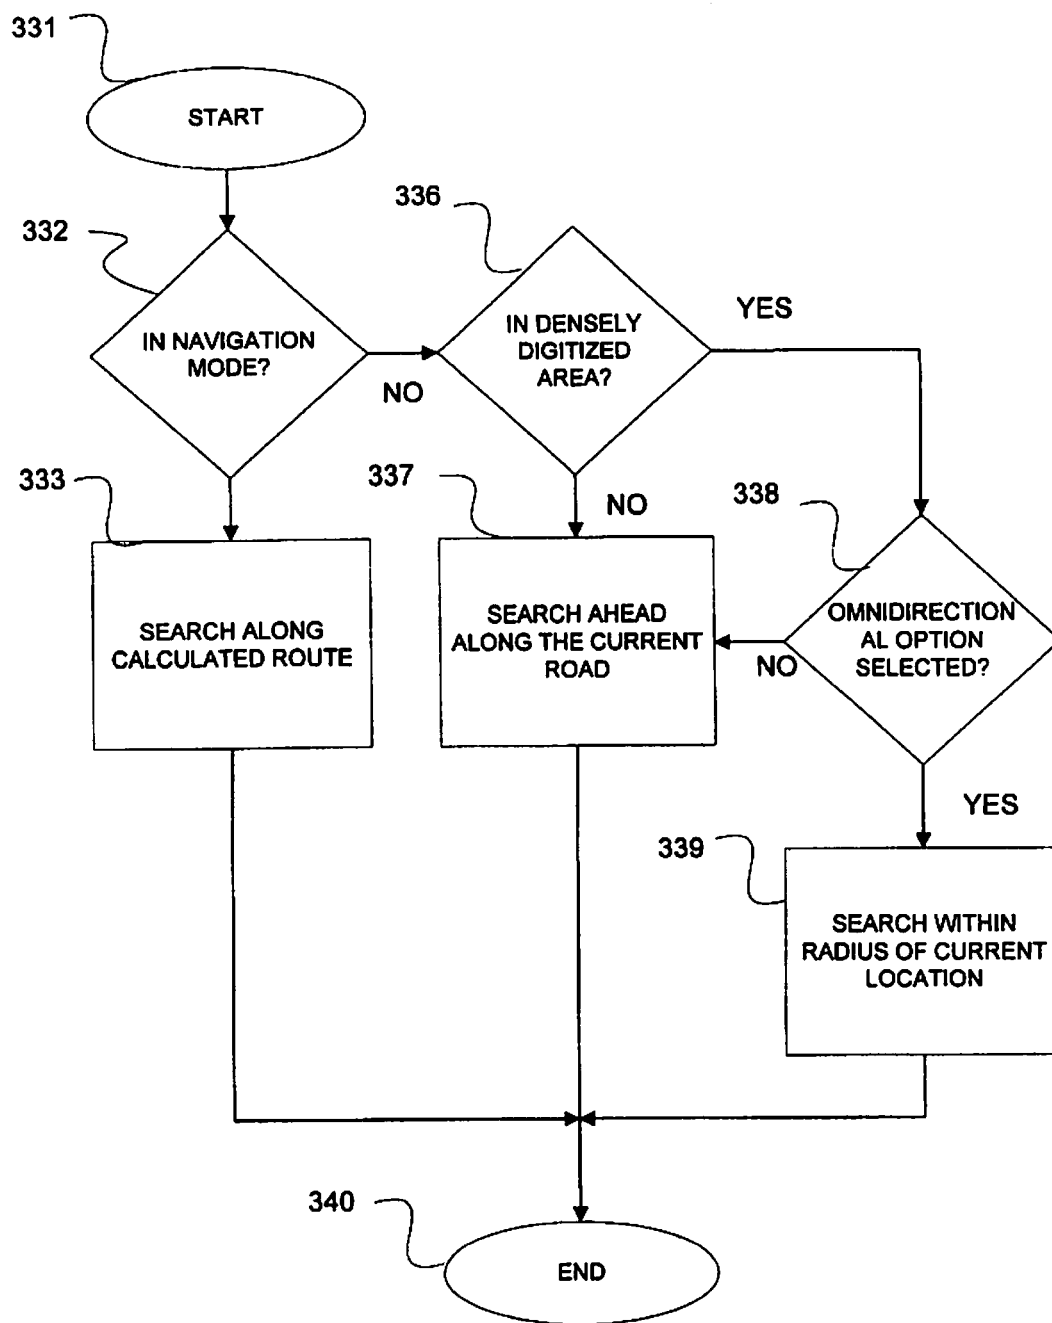 331
START
332
IN NAVIGATION
MODE?
NO
336
IN DENSELY
DIGITIZED
AREA?
YES
NO
333
SEARCH ALONG
CALCULATED ROUTE
337
SEARCH AHEAD
ALONG THE CURRENT
ROAD
338
OMNIDIRECTION
AL OPTION
SELECTED?
NO
YES
339
SEARCH WITHIN
RADIUS OF CURRENT
LOCATION
340
END